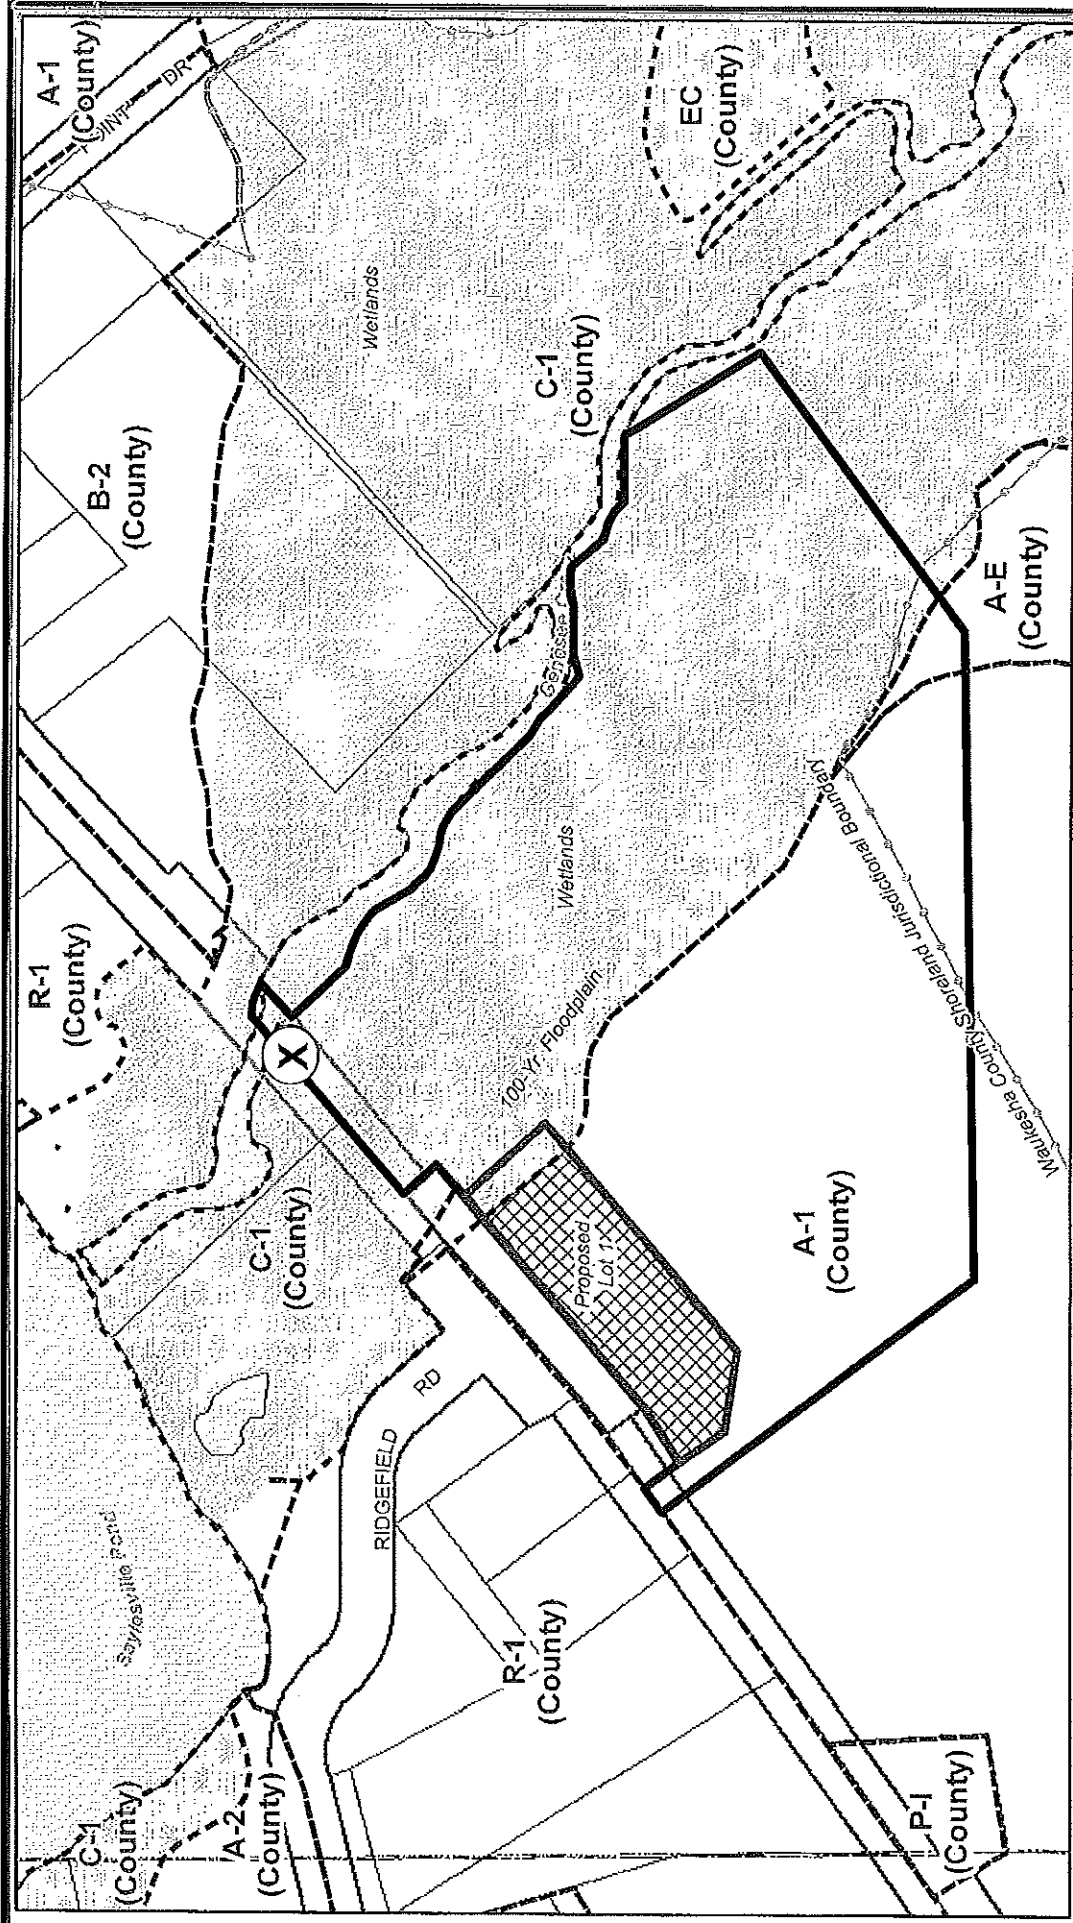 C-1
(County)
A-2
(County)
Saylesville Pond
RIDGEFIELD
RD
R-1
(County)
P-I
(County)
C-1
(County)
R-1
(County)
X
Proposed
Lot 1
100-Yr. Floodplain
A-1
(County)
Waukesha County Shoreland Jurisdictional Boundary
Wetlands
Genesee
B-2
(County)
Wetlands
C-1
(County)
A-E
(County)
A-1
(County)
POINT DR
EC
(County)